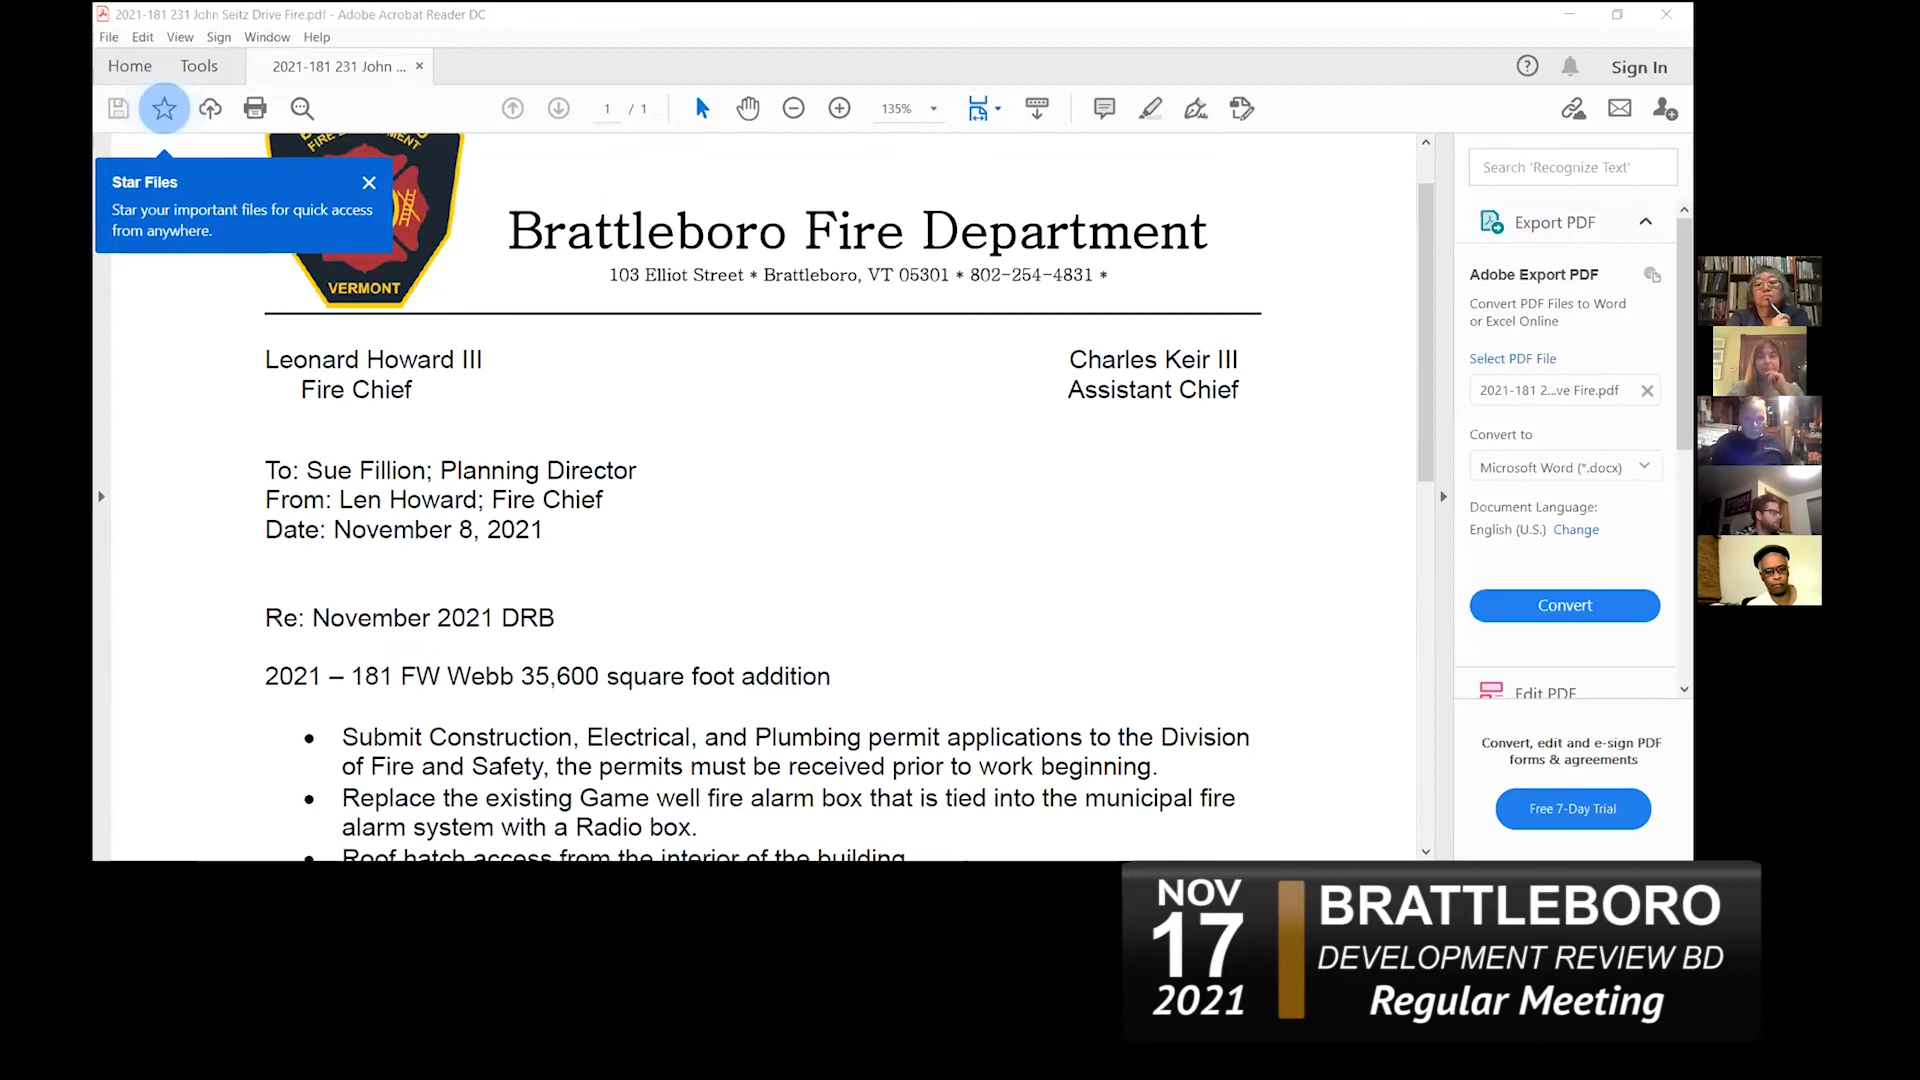 2021-181 231 John Seitz Drive Fire.pdf - Adobe Acrobat Reader DC
File Edit View Sign Window Help
Home Tools 2021-181 231 John ... Sign In
1 / 1 135%
Star Files
Star your important files for quick access
from anywhere.
FIRE DEPARTMENT
VERMONT
Brattleboro Fire Department
103 Elliot Street * Brattleboro, VT 05301 * 802-254-4831 *
Leonard Howard III
Fire Chief
Charles Keir III
Assistant Chief
To: Sue Fillion; Planning Director
From: Len Howard; Fire Chief
Date: November 8, 2021
Re: November 2021 DRB
2021 – 181 FW Webb 35,600 square foot addition
• Submit Construction, Electrical, and Plumbing permit applications to the Division
of Fire and Safety, the permits must be received prior to work beginning.
• Replace the existing Game well fire alarm box that is tied into the municipal fire
alarm system with a Radio box.
• Roof hatch access from the interior of the building
Search 'Recognize Text'
Export PDF
Adobe Export PDF
Convert PDF Files to Word
or Excel Online
Select PDF File
2021-181 2...ve Fire.pdf
Convert to
Microsoft Word (*.docx)
Document Language:
English (U.S.) Change
Convert
Edit PDF
Convert, edit and e-sign PDF
forms & agreements
Free 7-Day Trial
NOV
17
2021
BRATTLEBORO
DEVELOPMENT REVIEW BD
Regular Meeting